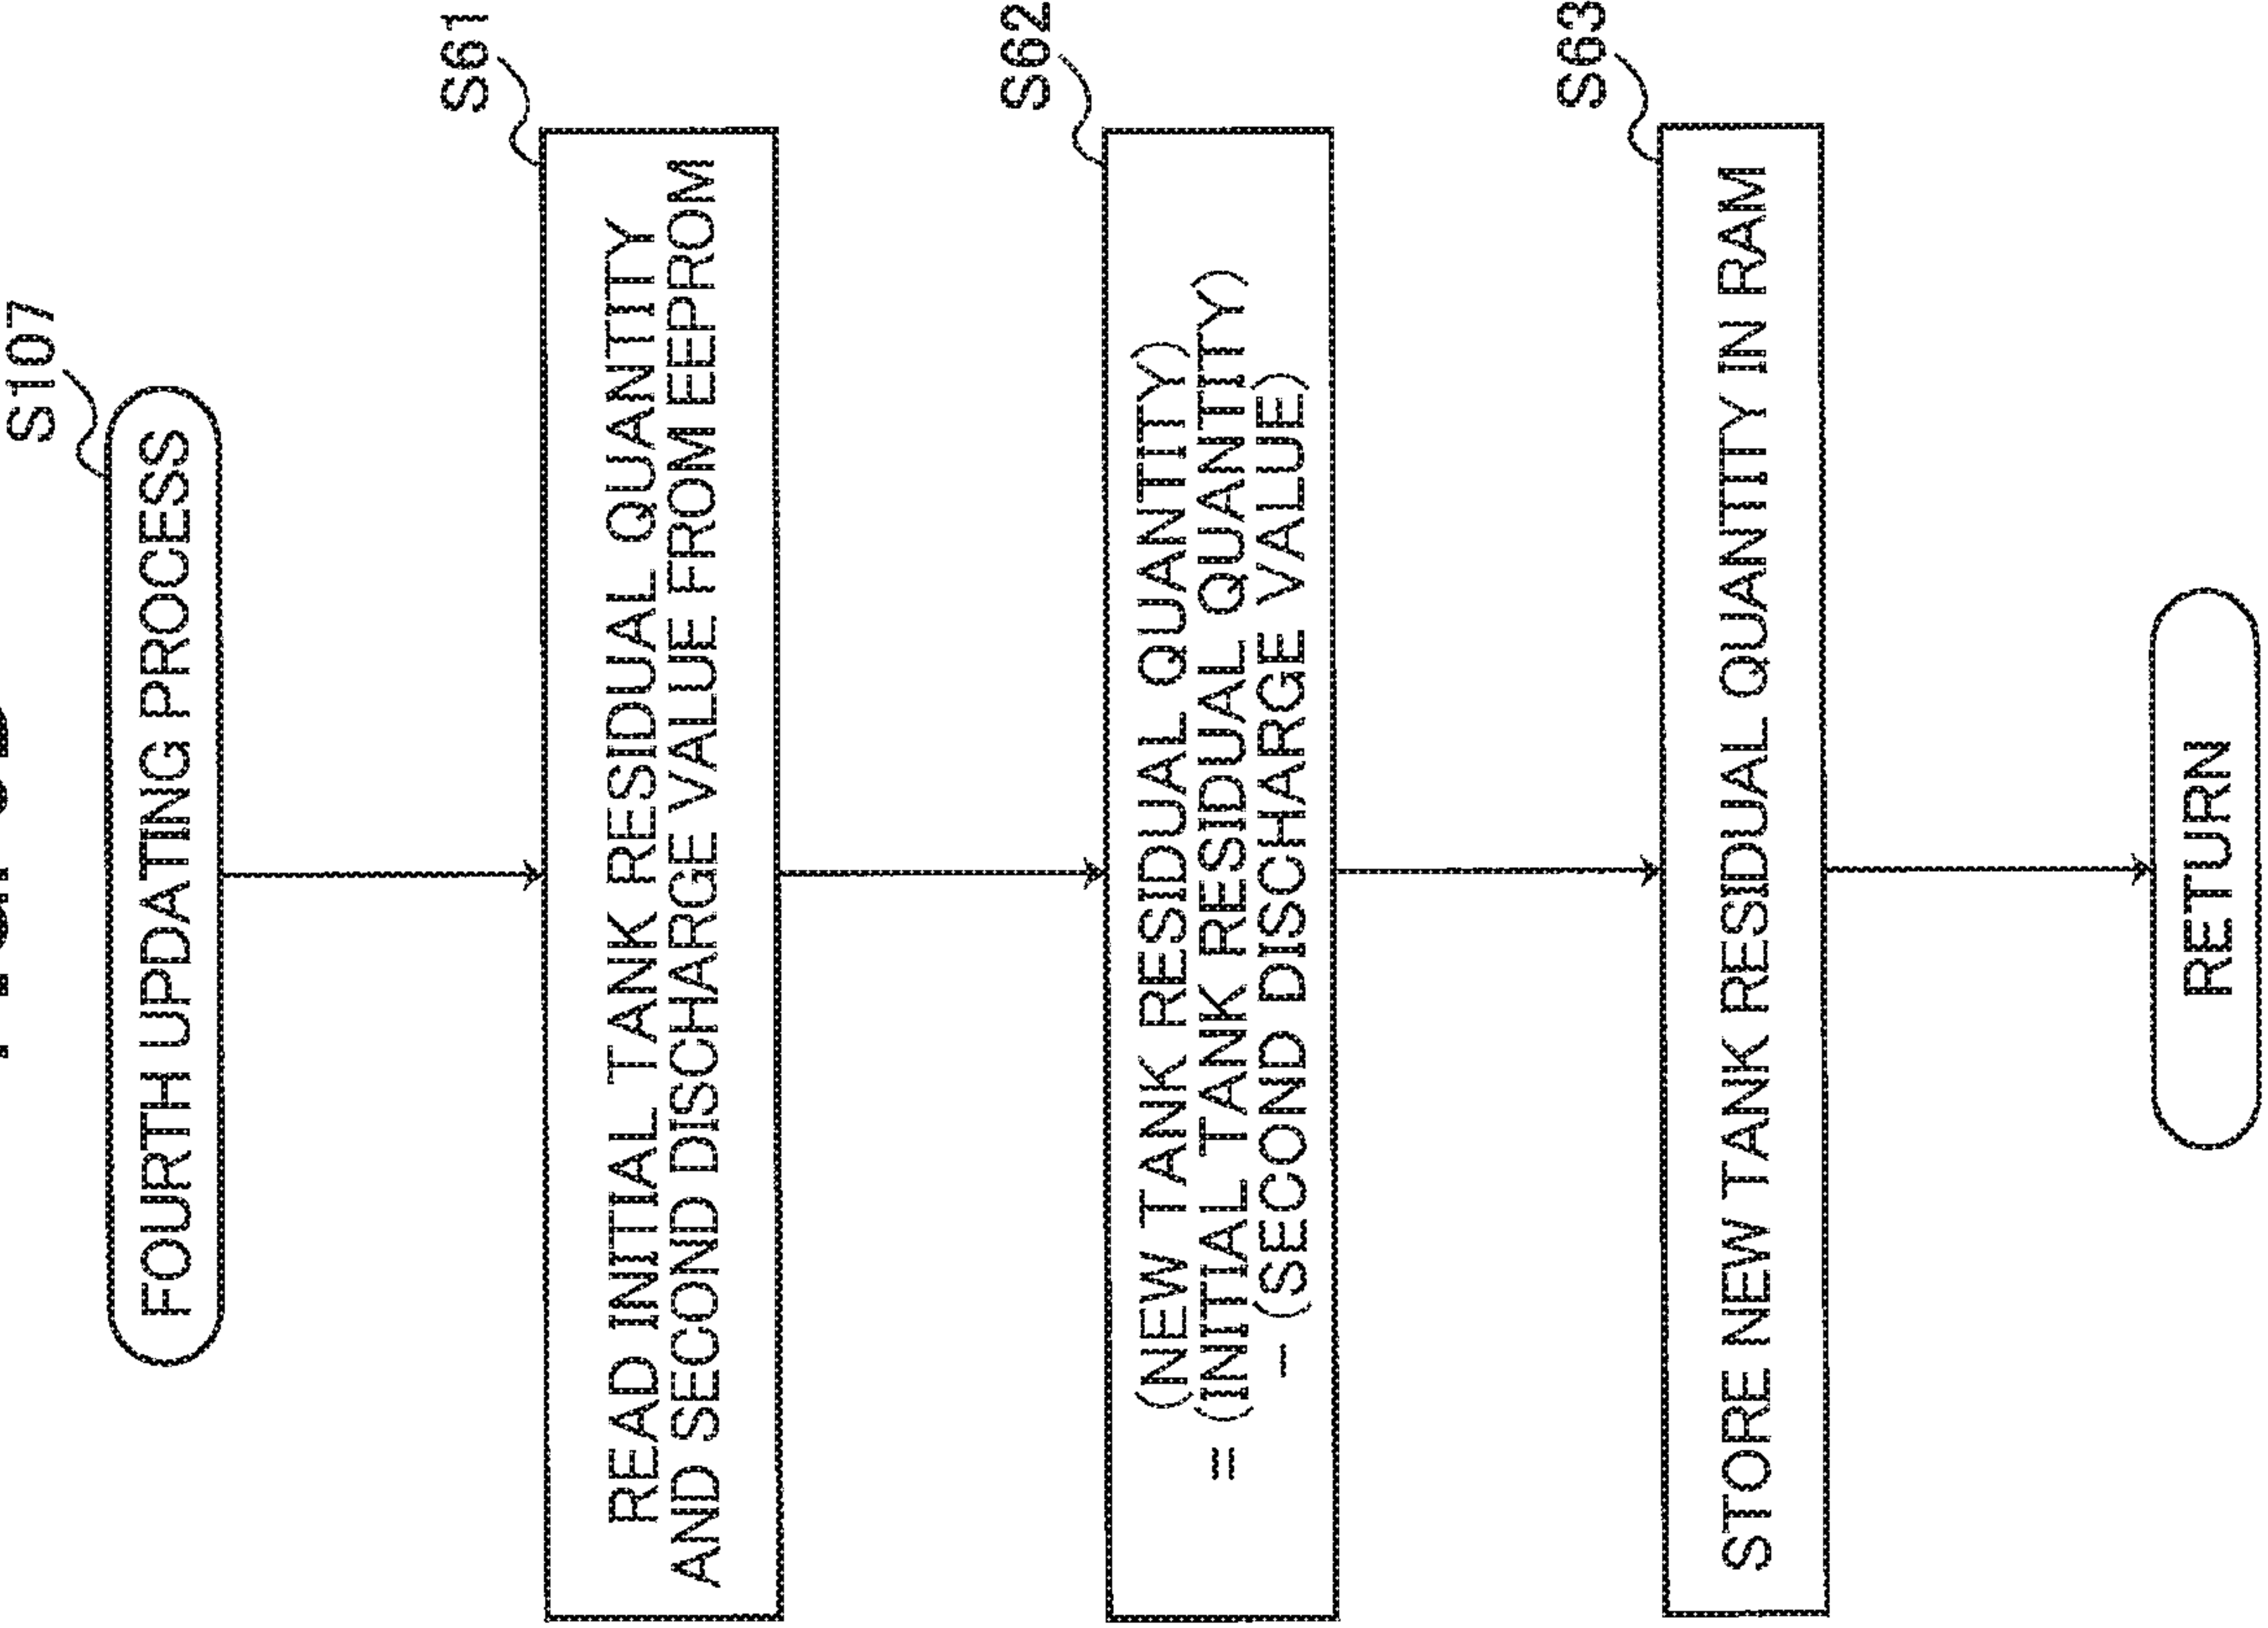 S107
FOURTH UPDATING PROCESS
S61
READ INITIAL TANK RESIDUAL QUANTITY
AND SECOND DISCHARGE VALUE FROM EEPROM
S62
(NEW TANK RESIDUAL QUANTITY)
= (INITIAL TANK RESIDUAL QUANTITY)
− (SECOND DISCHARGE VALUE)
S63
STORE NEW TANK RESIDUAL QUANTITY IN RAM
RETURN